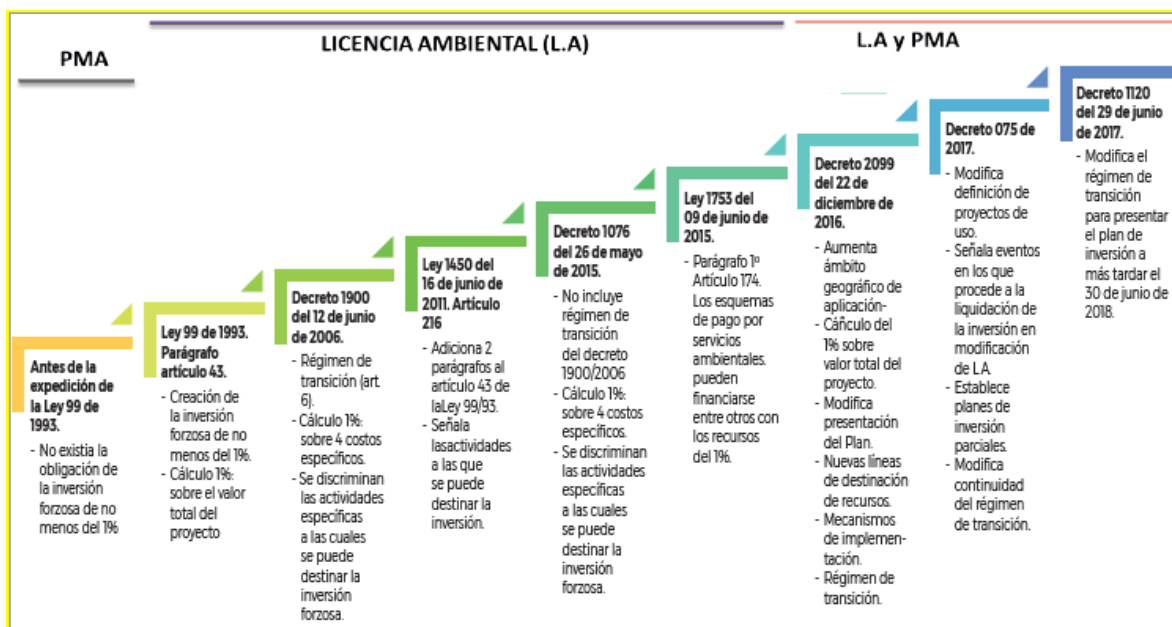 PMA
LICENCIA AMBIENTAL (L.A)
L.A y PMA
Antes de la
expedición de
la Ley 99 de
1993.
- No existia la
obligación de
la inversión
forzosa de no
menos del 1%
Ley 99 de 1993.
Parágrafo
artículo 43.
- Creación de
la inversión
forzosa de no
menos del 1%.
- Cálculo 1%:
sobre el valor
total del
proyecto
Decreto 1900
del 12 de junio
de 2006.
- Régimen de
transición (art.
6).
- Cálculo 1%:
sobre 4 costos
específicos.
- Se discriminan
las actividades
específicas
a las cuales
se puede
destinar la
inversión
forzosa.
Ley 1450 del
16 de junio de
2011. Artículo
216
- Adiciona 2
parágrafos al
artículo 43 de
laLey 99/93.
- Señala
lasactividades
a las que
se puede
destinar la
inversión.
Decreto 1076
del 26 de mayo
de 2015.
- No incluye
régimen de
transición
del decreto
1900/2006
- Cálculo 1%:
sobre 4 costos
específicos.
- Se discriminan
las actividades
específicas
a las cuales
se puede
destinar la
inversión
forzosa.
Ley 1753 del
09 de junio de
2015.
- Parágrafo 1º
Artículo 174.
Los esquemas
de pago por
servicios
ambientales.
pueden
financiarse
entre otros con
los recursos
del 1%.
Decreto 2099
del 22 de
diciembre de
2016.
- Aumenta
ámbito
geográfico de
aplicación-
- Cáñculo del
1% sobre
valor total del
proyecto.
- Modifica
presentación
del Plan.
- Nuevas líneas
de destinación
de recursos.
- Mecanismos
de implemen-
tación.
- Régimen de
transición.
Decreto 075 de
2017.
- Modifica
definición de
proyectos de
uso.
- Señala eventos
en los que
procede a la
liquidación de
la inversión en
modificación
de L.A.
- Establece
planes de
inversión
parciales.
- Modifica
continuidad
del régimen
de transición.
Decreto 1120
del 29 de junio
de 2017.
- Modifica el
régimen de
transición
para presentar
el plan de
inversión a
más tardar el
30 de junio de
2018.